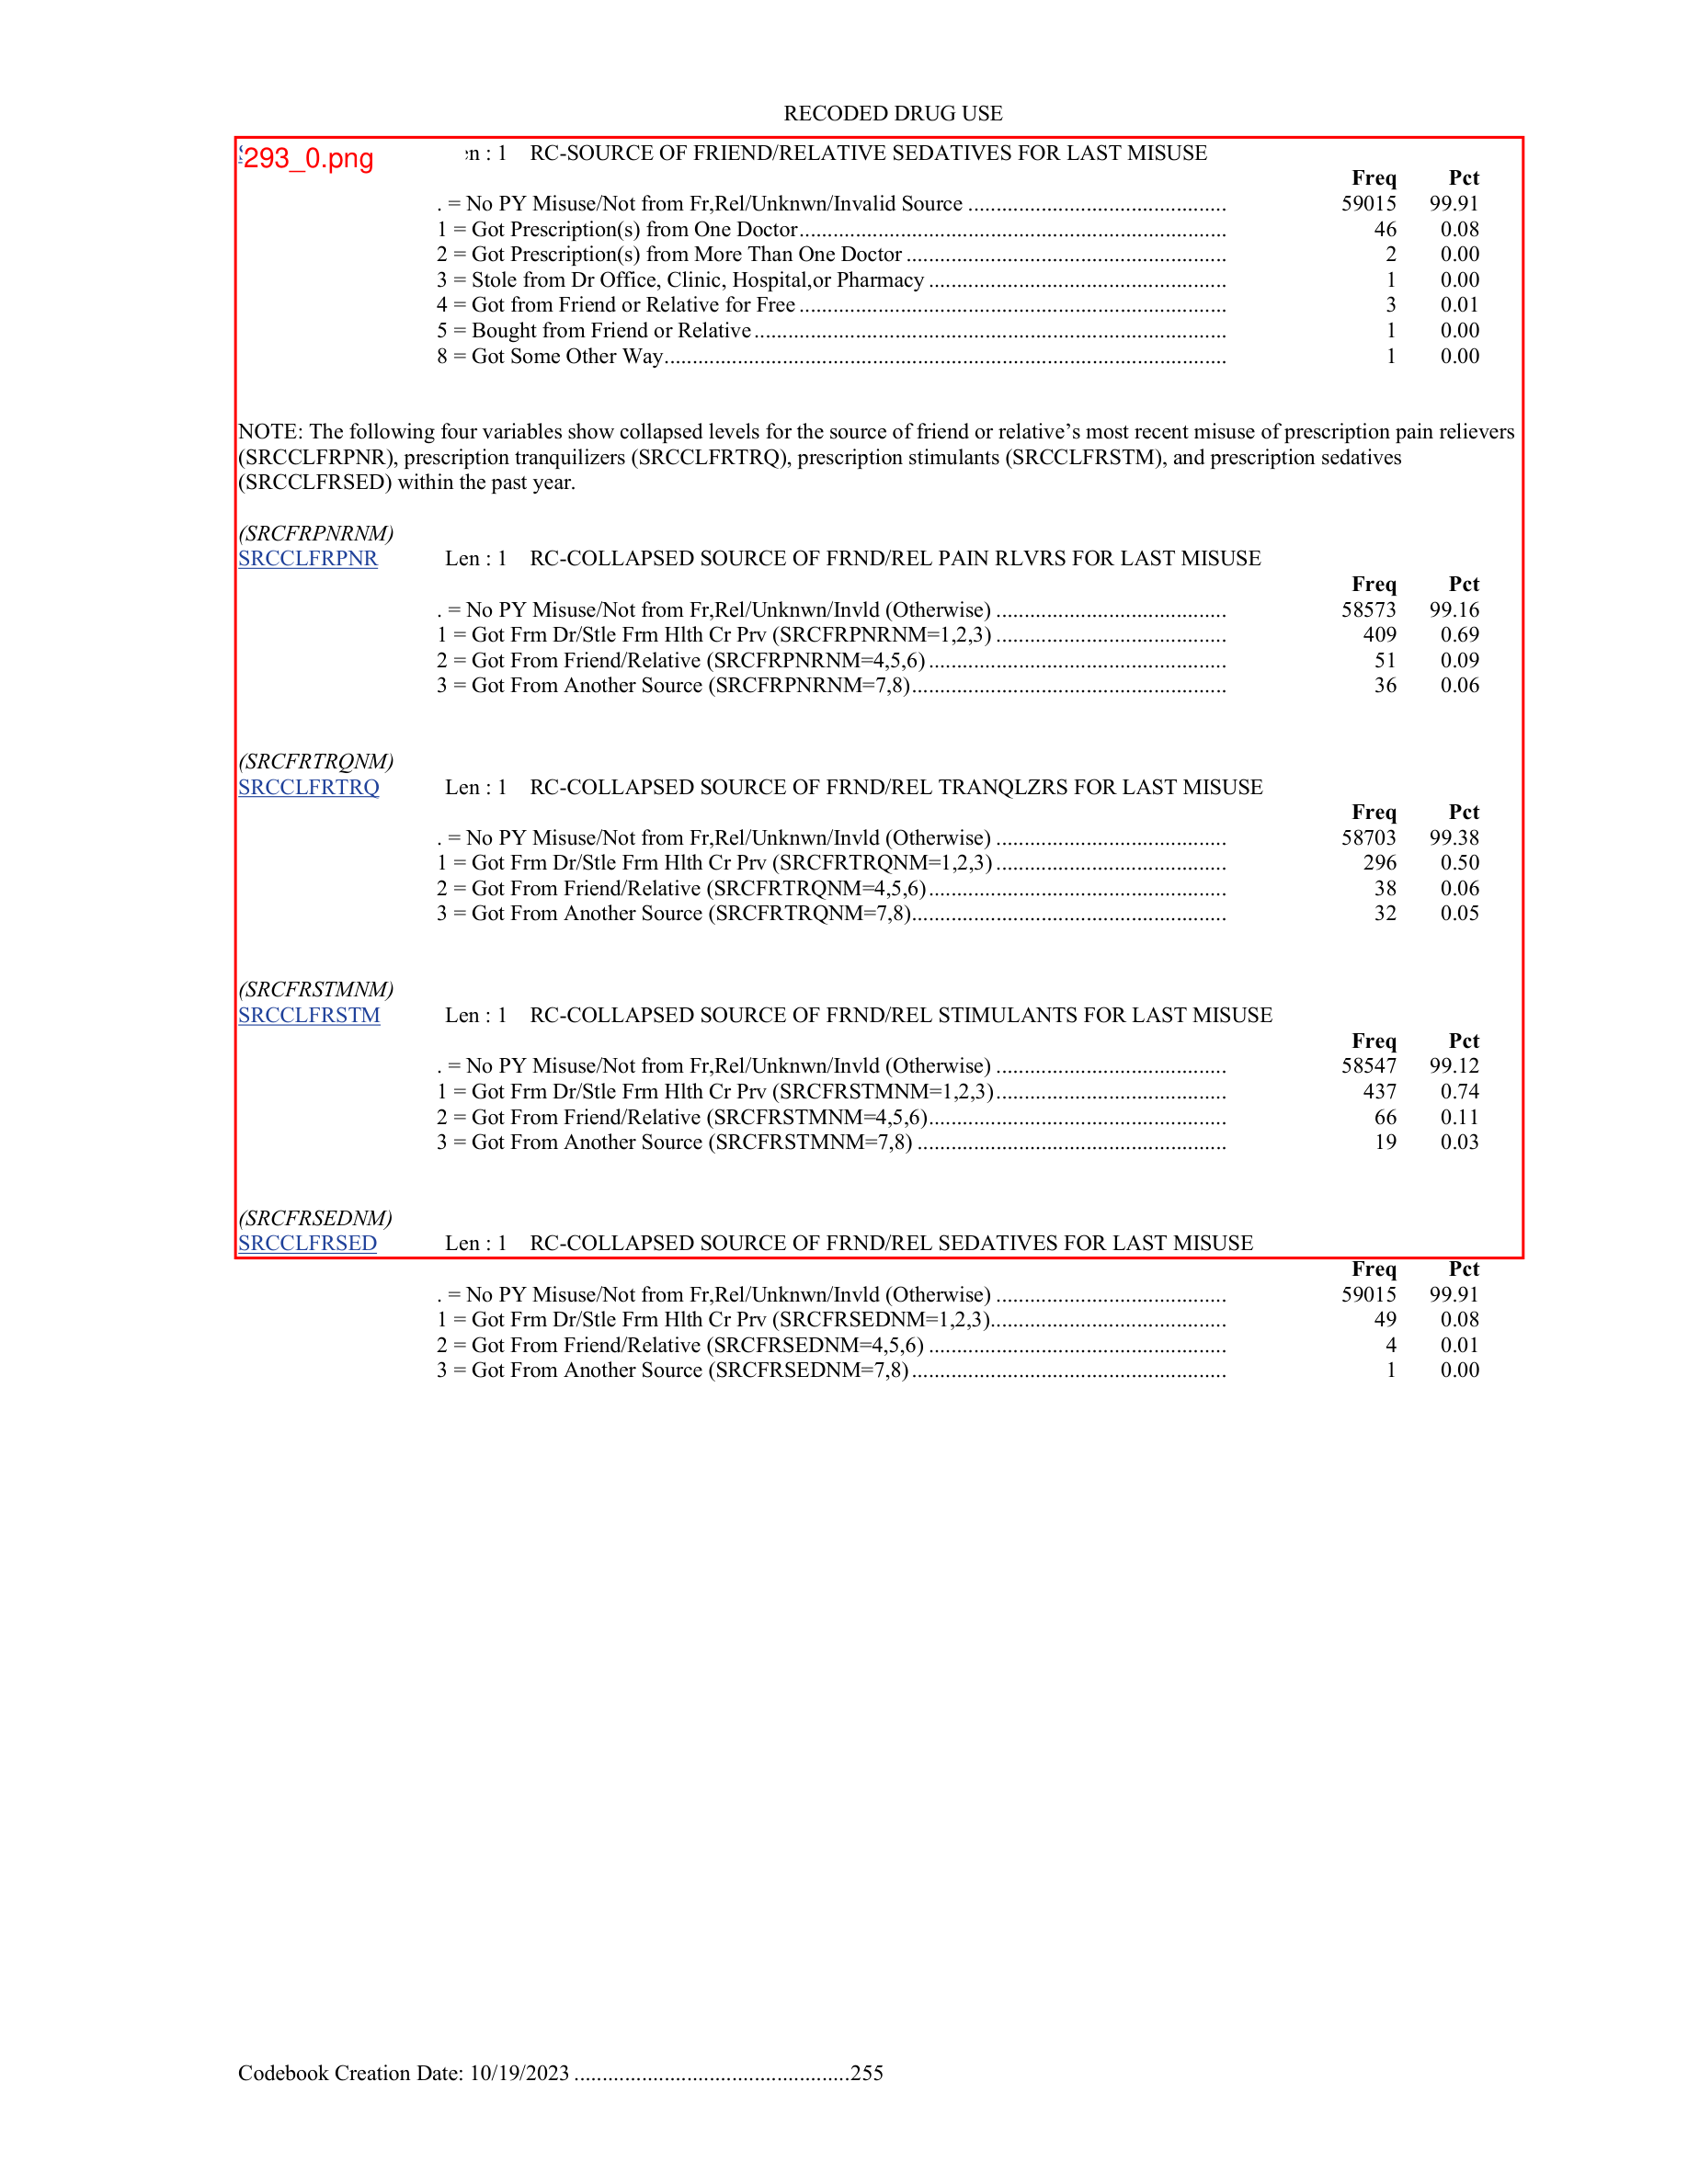 RECODED DRUG USE
293_0.png en : 1 RC-SOURCE OF FRIEND/RELATIVE SEDATIVES FOR LAST MISUSE
Freq Pct
. = No PY Misuse/Not from Fr,Rel/Unknwn/Invalid Source .............................................. 59015 99.91
1 = Got Prescription(s) from One Doctor............................................................................ 46 0.08
2 = Got Prescription(s) from More Than One Doctor ......................................................... 2 0.00
3 = Stole from Dr Office, Clinic, Hospital,or Pharmacy ..................................................... 1 0.00
4 = Got from Friend or Relative for Free ............................................................................ 3 0.01
5 = Bought from Friend or Relative.................................................................................... 1 0.00
8 = Got Some Other Way.................................................................................................... 1 0.00
NOTE: The following four variables show collapsed levels for the source of friend or relative’s most recent misuse of prescription pain relievers
(SRCCLFRPNR), prescription tranquilizers (SRCCLFRTRQ), prescription stimulants (SRCCLFRSTM), and prescription sedatives
(SRCCLFRSED) within the past year.
(SRCFRPNRNM)
SRCCLFRPNR Len : 1 RC-COLLAPSED SOURCE OF FRND/REL PAIN RLVRS FOR LAST MISUSE
Freq Pct
. = No PY Misuse/Not from Fr,Rel/Unknwn/Invld (Otherwise) ......................................... 58573 99.16
1 = Got Frm Dr/Stle Frm Hlth Cr Prv (SRCFRPNRNM=1,2,3) ......................................... 409 0.69
2 = Got From Friend/Relative (SRCFRPNRNM=4,5,6)..................................................... 51 0.09
3 = Got From Another Source (SRCFRPNRNM=7,8)........................................................ 36 0.06
(SRCFRTRQNM)
SRCCLFRTRQ Len : 1 RC-COLLAPSED SOURCE OF FRND/REL TRANQLZRS FOR LAST MISUSE
Freq Pct
. = No PY Misuse/Not from Fr,Rel/Unknwn/Invld (Otherwise) ......................................... 58703 99.38
1 = Got Frm Dr/Stle Frm Hlth Cr Prv (SRCFRTRQNM=1,2,3) ......................................... 296 0.50
2 = Got From Friend/Relative (SRCFRTRQNM=4,5,6)..................................................... 38 0.06
3 = Got From Another Source (SRCFRTRQNM=7,8)........................................................ 32 0.05
(SRCFRSTMNM)
SRCCLFRSTM Len : 1 RC-COLLAPSED SOURCE OF FRND/REL STIMULANTS FOR LAST MISUSE
Freq Pct
. = No PY Misuse/Not from Fr,Rel/Unknwn/Invld (Otherwise) ......................................... 58547 99.12
1 = Got Frm Dr/Stle Frm Hlth Cr Prv (SRCFRSTMNM=1,2,3)......................................... 437 0.74
2 = Got From Friend/Relative (SRCFRSTMNM=4,5,6)..................................................... 66 0.11
3 = Got From Another Source (SRCFRSTMNM=7,8) ....................................................... 19 0.03
(SRCFRSEDNM)
SRCCLFRSED Len : 1 RC-COLLAPSED SOURCE OF FRND/REL SEDATIVES FOR LAST MISUSE
Freq Pct
. = No PY Misuse/Not from Fr,Rel/Unknwn/Invld (Otherwise) ......................................... 59015 99.91
1 = Got Frm Dr/Stle Frm Hlth Cr Prv (SRCFRSEDNM=1,2,3).......................................... 49 0.08
2 = Got From Friend/Relative (SRCFRSEDNM=4,5,6) ..................................................... 4 0.01
3 = Got From Another Source (SRCFRSEDNM=7,8)........................................................ 1 0.00
Codebook Creation Date: 10/19/2023 .................................................255